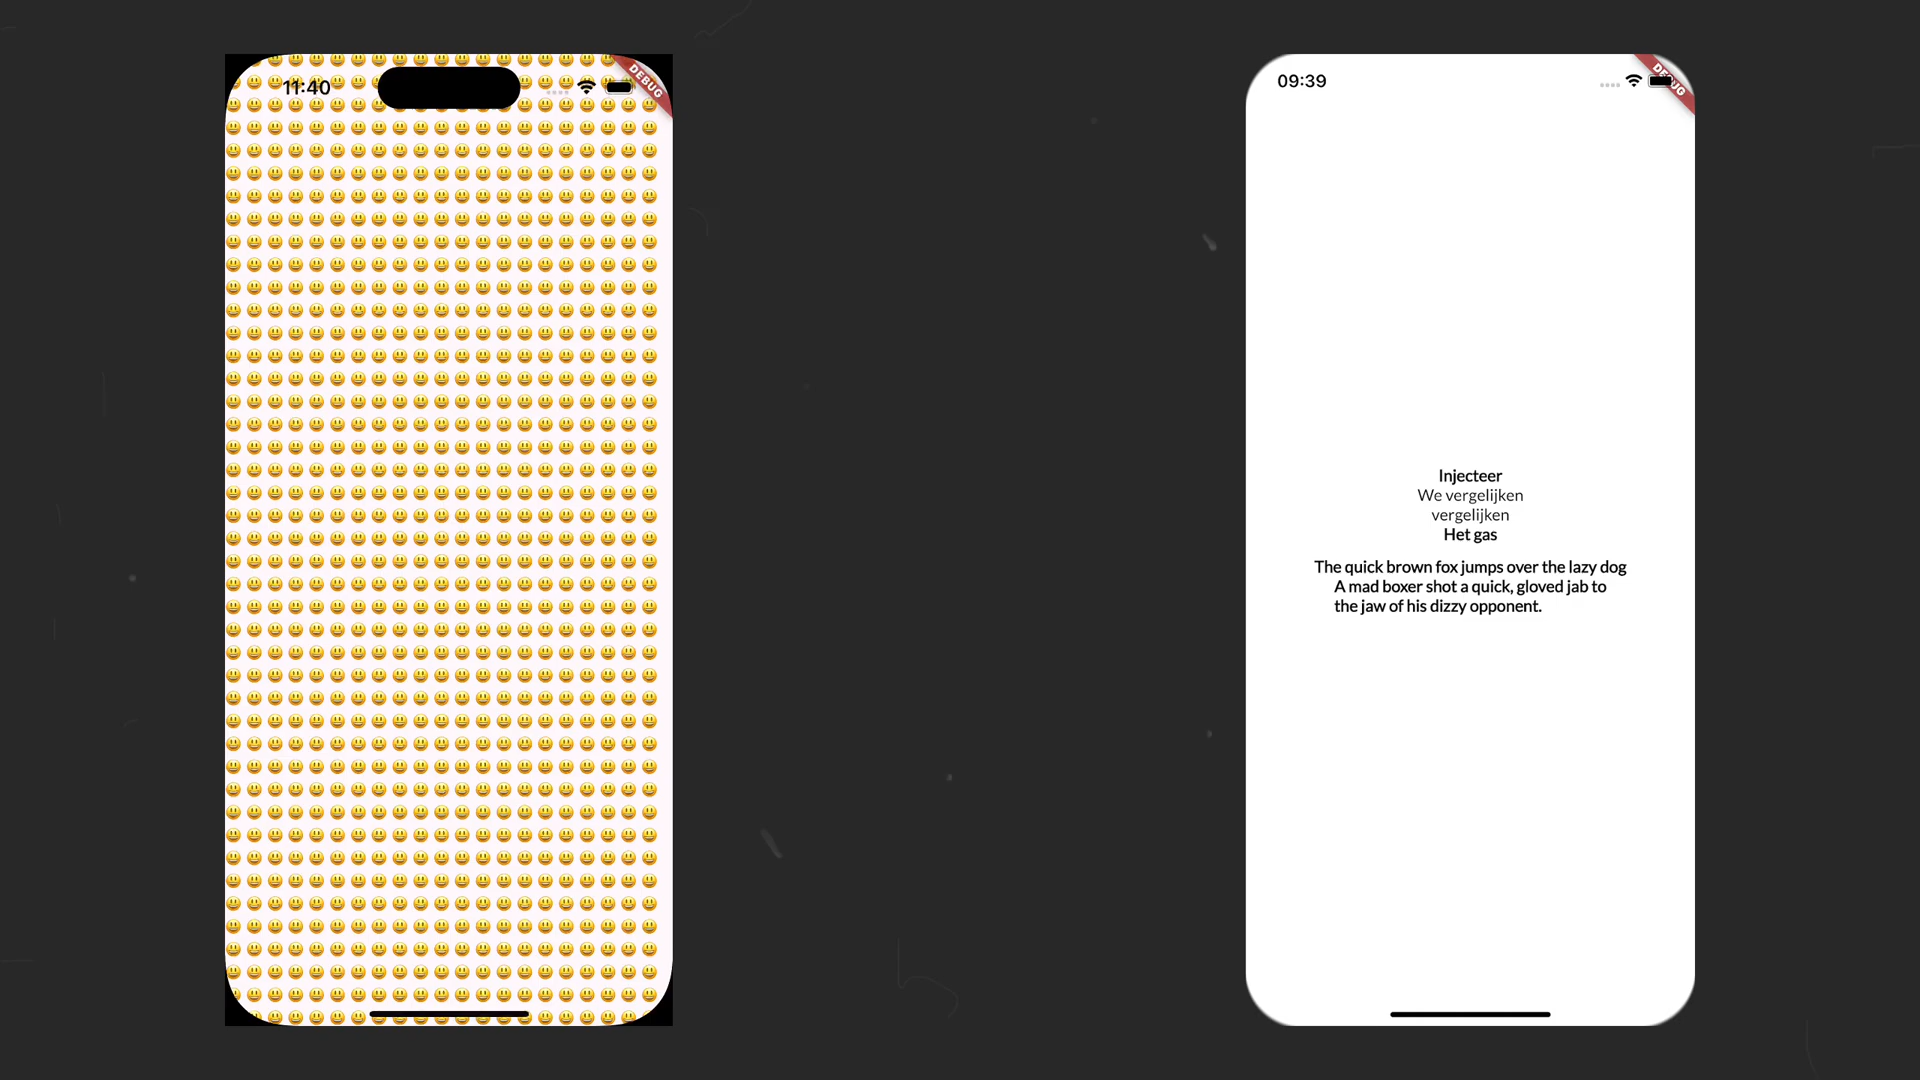 11:40
DEBUG
09:39
DEBUG
Injecteer
We vergelijken
vergelijken
Het gas
The quick brown fox jumps over the lazy dog
A mad boxer shot a quick, gloved jab to
the jaw of his dizzy opponent.